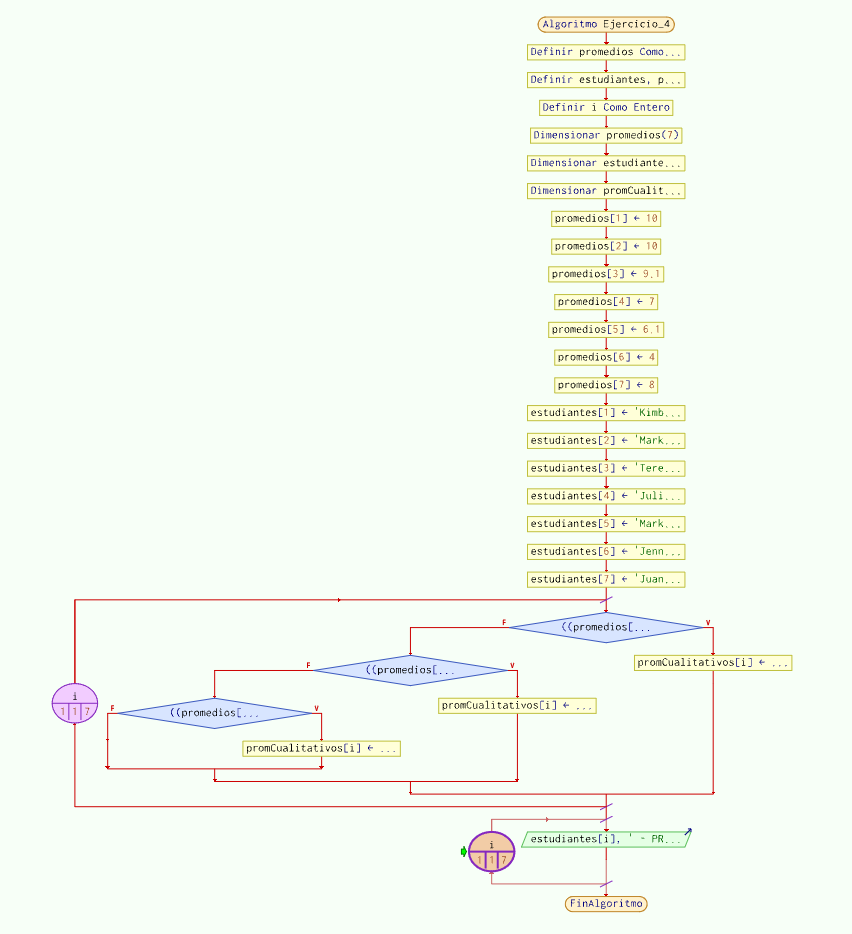 Algoritmo Ejercicio_4
Definir promedios Como...
Definir estudiantes, p...
Definir i Como Entero
Dimensionar promedios(7)
Dimensionar estudiante...
Dimensionar promCualit...
promedios[1] ← 10
promedios[2] ← 10
promedios[3] ← 9.1
promedios[4] ← 7
promedios[5] ← 6.1
promedios[6] ← 4
promedios[7] ← 8
estudiantes[1] ← 'Kimb...
estudiantes[2] ← 'Mark...
estudiantes[3] ← 'Tere...
estudiantes[4] ← 'Juli...
estudiantes[5] ← 'Mark...
estudiantes[6] ← 'Jenn...
estudiantes[7] ← 'Juan...
F
((promedios[...
V
promCualitativos[i] ← ...
F
((promedios[...
V
promCualitativos[i] ← ...
i
1 1 7
F
((promedios[...
V
promCualitativos[i] ← ...
estudiantes[i], ' - PR...
i
1 1 7
FinAlgoritmo